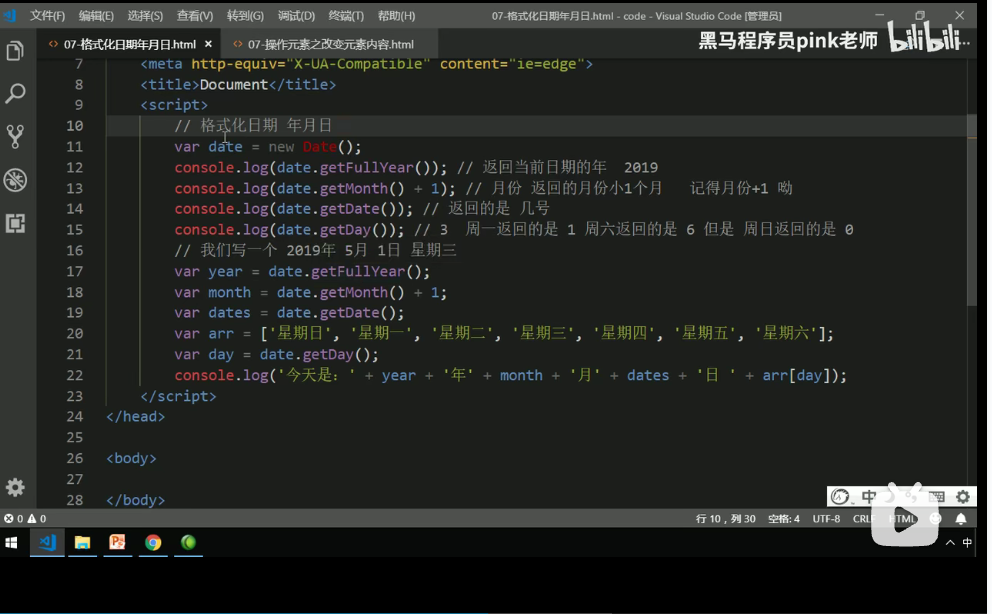 文件(F) 编辑(E) 选择(S) 查看(V) 转到(G) 调试(D) 终端(T) 帮助(H) 07-格式化日期年月日.html - code - Visual Studio Code [管理员]
07-格式化日期年月日.html 07-操作元素之改变元素内容.html
黑马程序员pink老师 bilibili
7 <meta http-equiv="X-UA-Compatible" content="ie=edge">
8 <title>Document</title>
9 <script>
10 // 格式化日期 年月日
11 var date = new Date();
12 console.log(date.getFullYear()); // 返回当前日期的年 2019
13 console.log(date.getMonth() + 1); // 月份 返回的月份小1个月 记得月份+1 呦
14 console.log(date.getDate()); // 返回的是 几号
15 console.log(date.getDay()); // 3 周一返回的是 1 周六返回的是 6 但是 周日返回的是 0
16 // 我们写一个 2019年 5月 1日 星期三
17 var year = date.getFullYear();
18 var month = date.getMonth() + 1;
19 var dates = date.getDate();
20 var arr = ['星期日', '星期一', '星期二', '星期三', '星期四', '星期五', '星期六'];
21 var day = date.getDay();
22 console.log('今天是：' + year + '年' + month + '月' + dates + '日 ' + arr[day]);
23 </script>
24 </head>
25
26 <body>
27
28 </body>
中
0 0 行 10，列 30 空格: 4 UTF-8 CRLF HTML
中